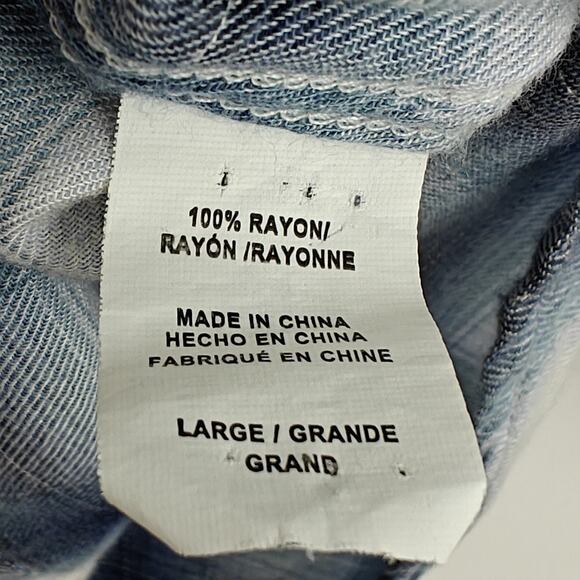 100% RAYON/
RAYÓN /RAYONNE
MADE IN CHINA
HECHO EN CHINA
FABRIQUÉ EN CHINE
LARGE / GRANDE
GRAND